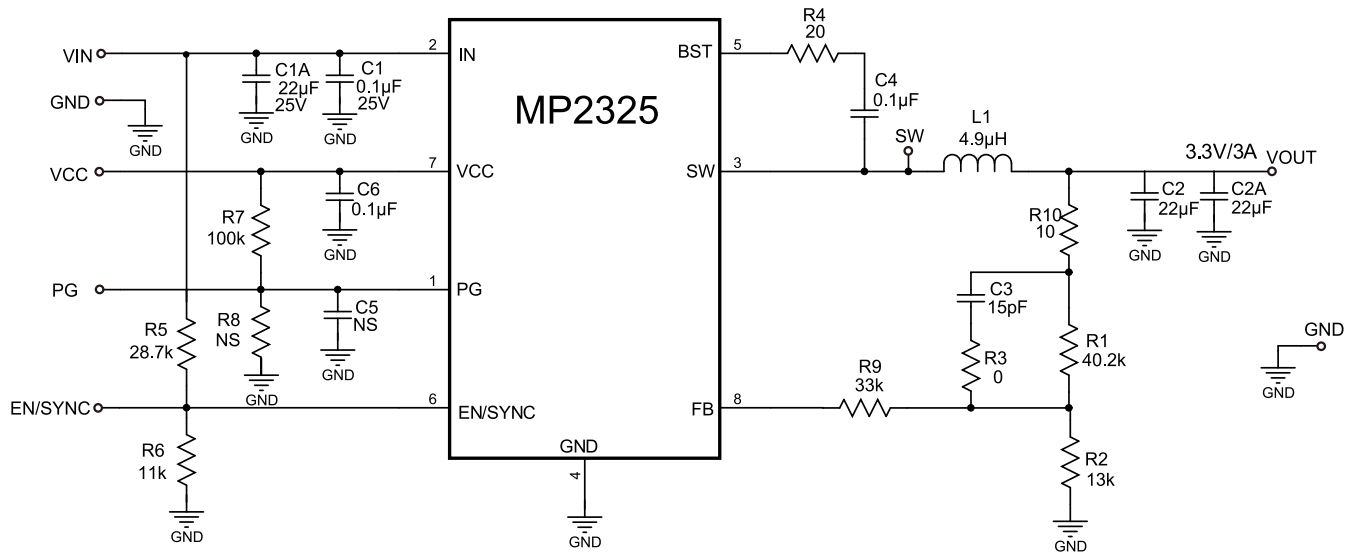 VIN
GND
GND
C1A
22µF
25V
GND
C1
0.1µF
25V
GND
2
IN
MP2325
BST
5
R4
20
C4
0.1µF
SW
L1
4.9µH
3.3V/3A
VOUT
VCC
R7
100k
C6
0.1µF
GND
7
VCC
SW
3
R10
10
C2
22µF
GND
C2A
22µF
GND
PG
R8
NS
GND
C5
NS
GND
1
PG
C3
15pF
R3
0
R1
40.2k
GND
GND
R5
28.7k
EN/SYNC
R6
11k
GND
6
EN/SYNC
GND
4
GND
FB
8
R9
33k
R2
13k
GND